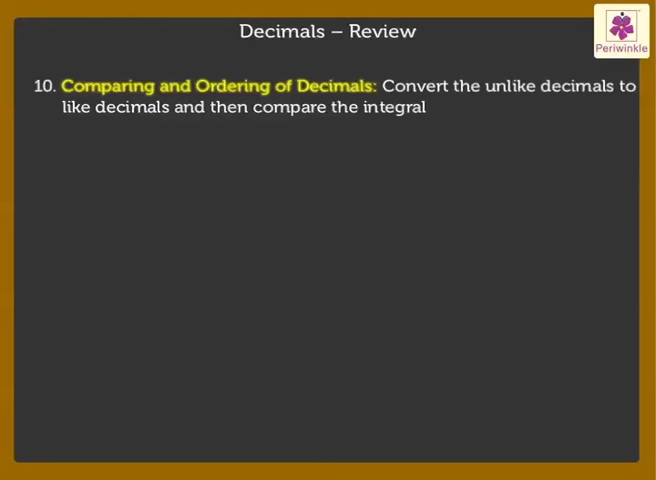 Decimals – Review
Periwinkle
10. Comparing and Ordering of Decimals: Convert the unlike decimals to
like decimals and then compare the integral